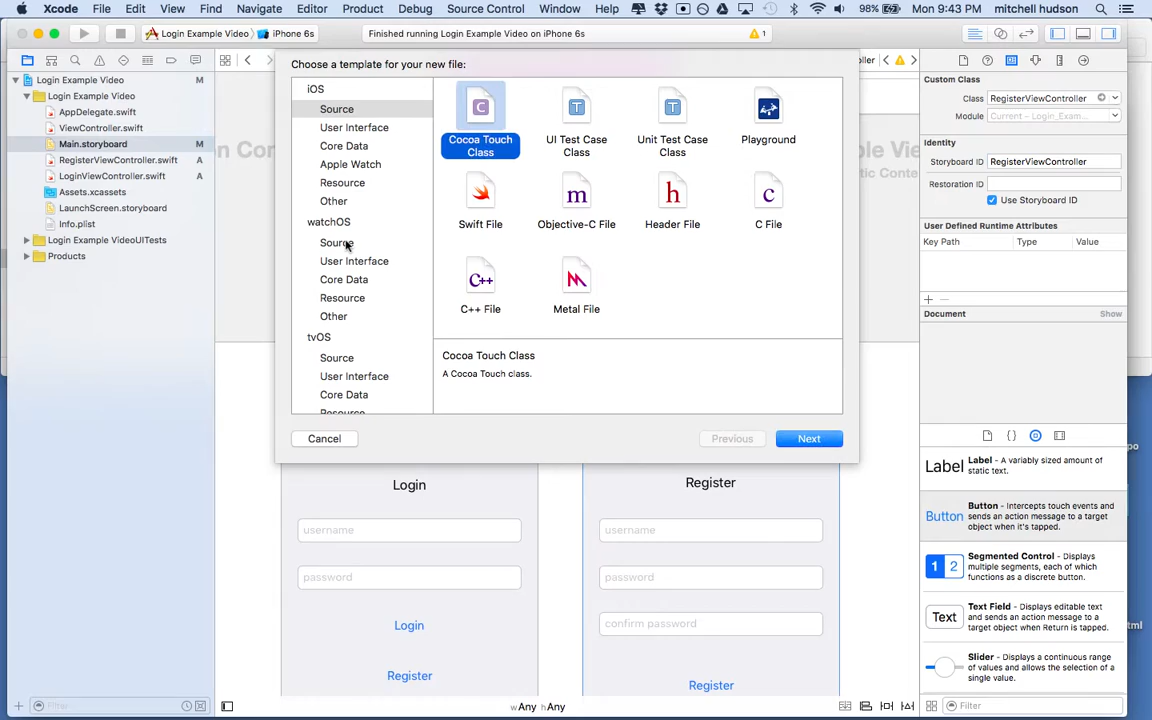 Xcode File Edit View Find Navigate Editor Product Debug Source Control Window Help 98% Mon 9:43 PM mitchell hudson
Login Example Video iPhone 6s Finished running Login Example Video on iPhone 6s 1
Choose a template for your new file:
Login Example Video M
Login Example Video
AppDelegate.swift
ViewController.swift
Main.storyboard M
RegisterViewController.swift A
LoginViewController.swift A
Assets.xcassets
LaunchScreen.storyboard
Info.plist
Login Example VideoUITests
Products
iOS
Source
User Interface
Core Data
Apple Watch
Resource
Other
watchOS
Source
User Interface
Core Data
Resource
Other
tvOS
Source
User Interface
Core Data
Resource
Cocoa Touch
Class
UI Test Case
Class
Unit Test Case
Class
Playground
Swift File
Objective-C File
Header File
C File
C++ File
Metal File
Cocoa Touch Class
A Cocoa Touch class.
Cancel
Previous
Next
Login
username
password
Login
Register
Register
username
password
confirm password
Register
wAny hAny
Filter
Custom Class
Class RegisterViewController
Module Current – Login_Exam...
Identity
Storyboard ID RegisterViewController
Restoration ID
Use Storyboard ID
User Defined Runtime Attributes
Key Path Type Value
Document Show
Label Label - A variably sized amount of
static text.
Button Button - Intercepts touch events and
sends an action message to a target
object when it's tapped.
1 2 Segmented Control - Displays
multiple segments, each of which
functions as a discrete button.
Text Text Field - Displays editable text
and sends an action message to a
target object when Return is tapped.
Slider - Displays a continuous range
of values and allows the selection of a
single value.
Filter